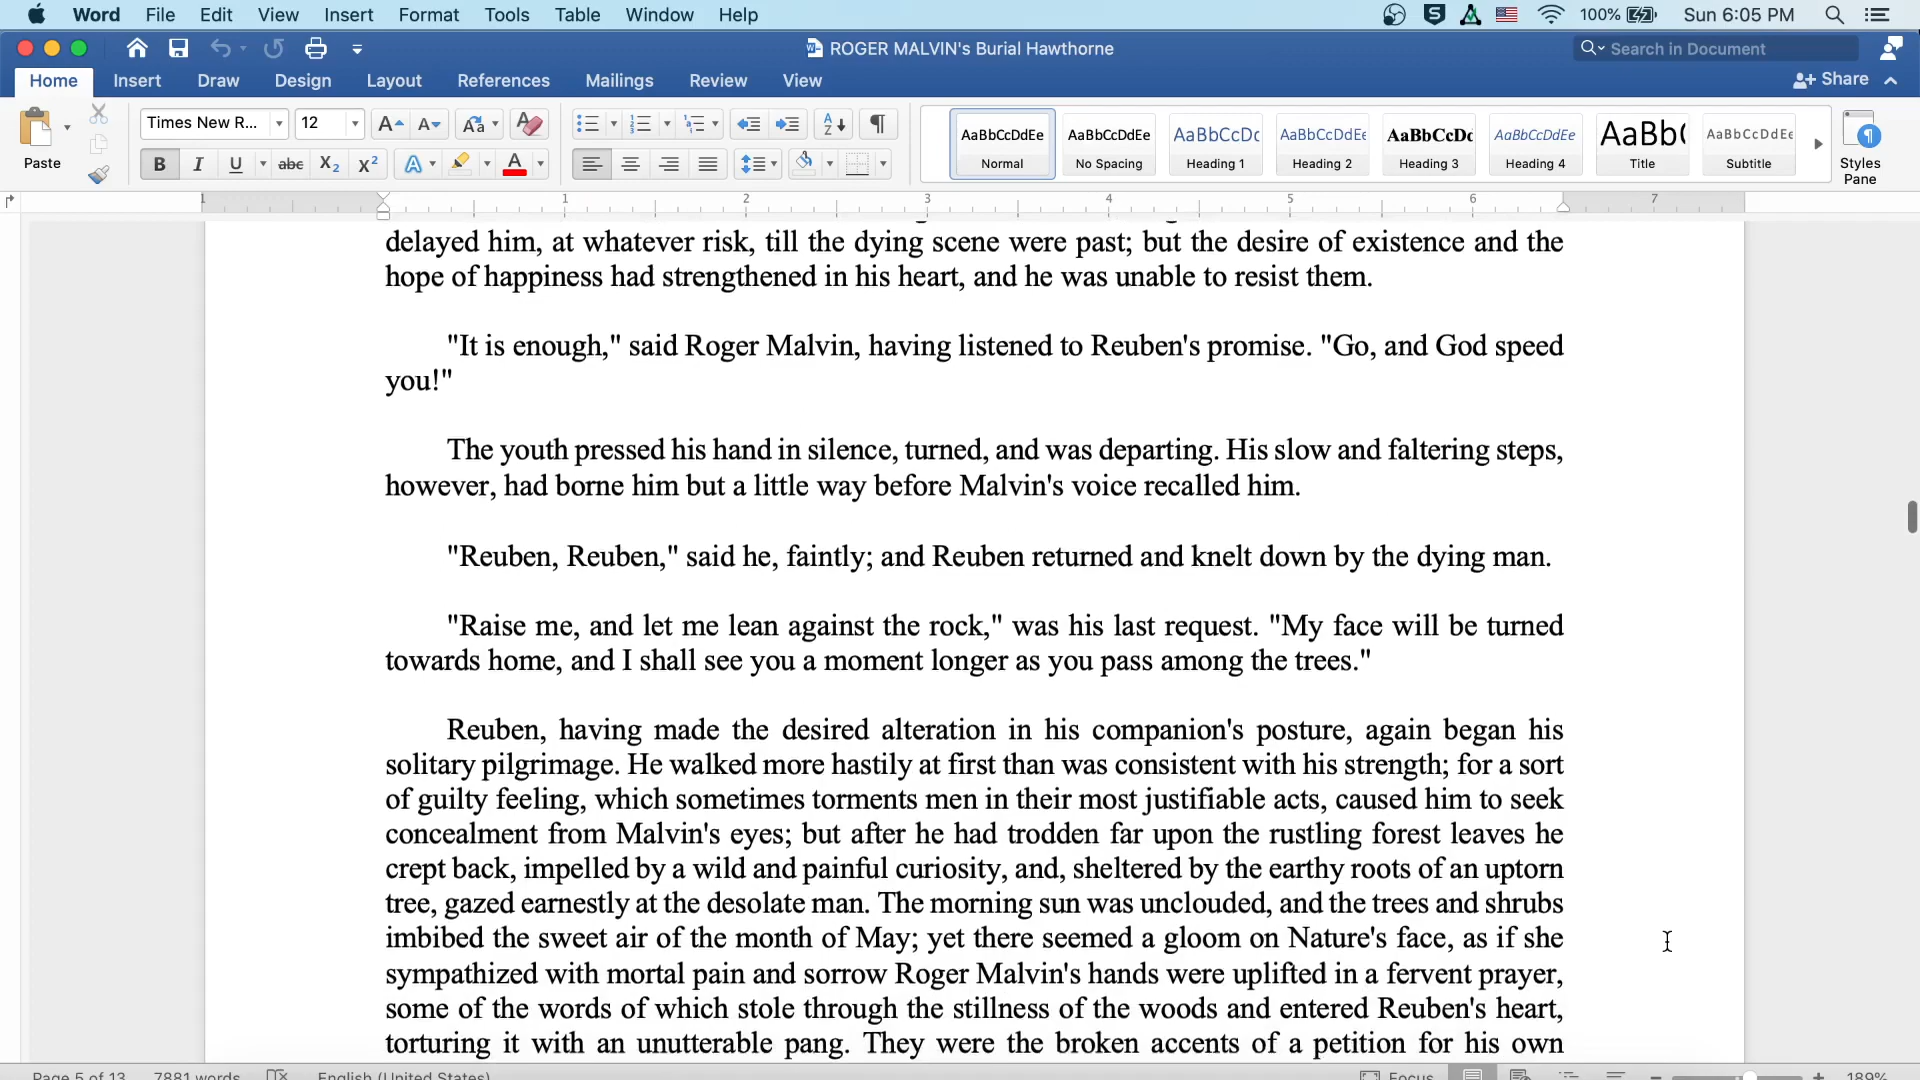 Word File Edit View Insert Format Tools Table Window Help 100% Sun 6:05 PM
ROGER MALVIN's Burial Hawthorne Search in Document
Home Insert Draw Design Layout References Mailings Review View Share
Times New R... 12
Paste
AaBbCcDdEe AaBbCcDdEe AaBbCcDc AaBbCcDdEe AaBbCcDc AaBbCcDdEe AaBb( AaBbCcDdEe
Normal No Spacing Heading 1 Heading 2 Heading 3 Heading 4 Title Subtitle Styles Pane
1 1 2 3 4 5 6 7
delayed him, at whatever risk, till the dying scene were past; but the desire of existence and the
hope of happiness had strengthened in his heart, and he was unable to resist them.
"It is enough," said Roger Malvin, having listened to Reuben's promise. "Go, and God speed
you!"
The youth pressed his hand in silence, turned, and was departing. His slow and faltering steps,
however, had borne him but a little way before Malvin's voice recalled him.
"Reuben, Reuben," said he, faintly; and Reuben returned and knelt down by the dying man.
"Raise me, and let me lean against the rock," was his last request. "My face will be turned
towards home, and I shall see you a moment longer as you pass among the trees."
Reuben, having made the desired alteration in his companion's posture, again began his
solitary pilgrimage. He walked more hastily at first than was consistent with his strength; for a sort
of guilty feeling, which sometimes torments men in their most justifiable acts, caused him to seek
concealment from Malvin's eyes; but after he had trodden far upon the rustling forest leaves he
crept back, impelled by a wild and painful curiosity, and, sheltered by the earthy roots of an uptorn
tree, gazed earnestly at the desolate man. The morning sun was unclouded, and the trees and shrubs
imbibed the sweet air of the month of May; yet there seemed a gloom on Nature's face, as if she
sympathized with mortal pain and sorrow Roger Malvin's hands were uplifted in a fervent prayer,
some of the words of which stole through the stillness of the woods and entered Reuben's heart,
torturing it with an unutterable pang. They were the broken accents of a petition for his own
Page 5 of 13 7881 words English (United States) Focus 189%